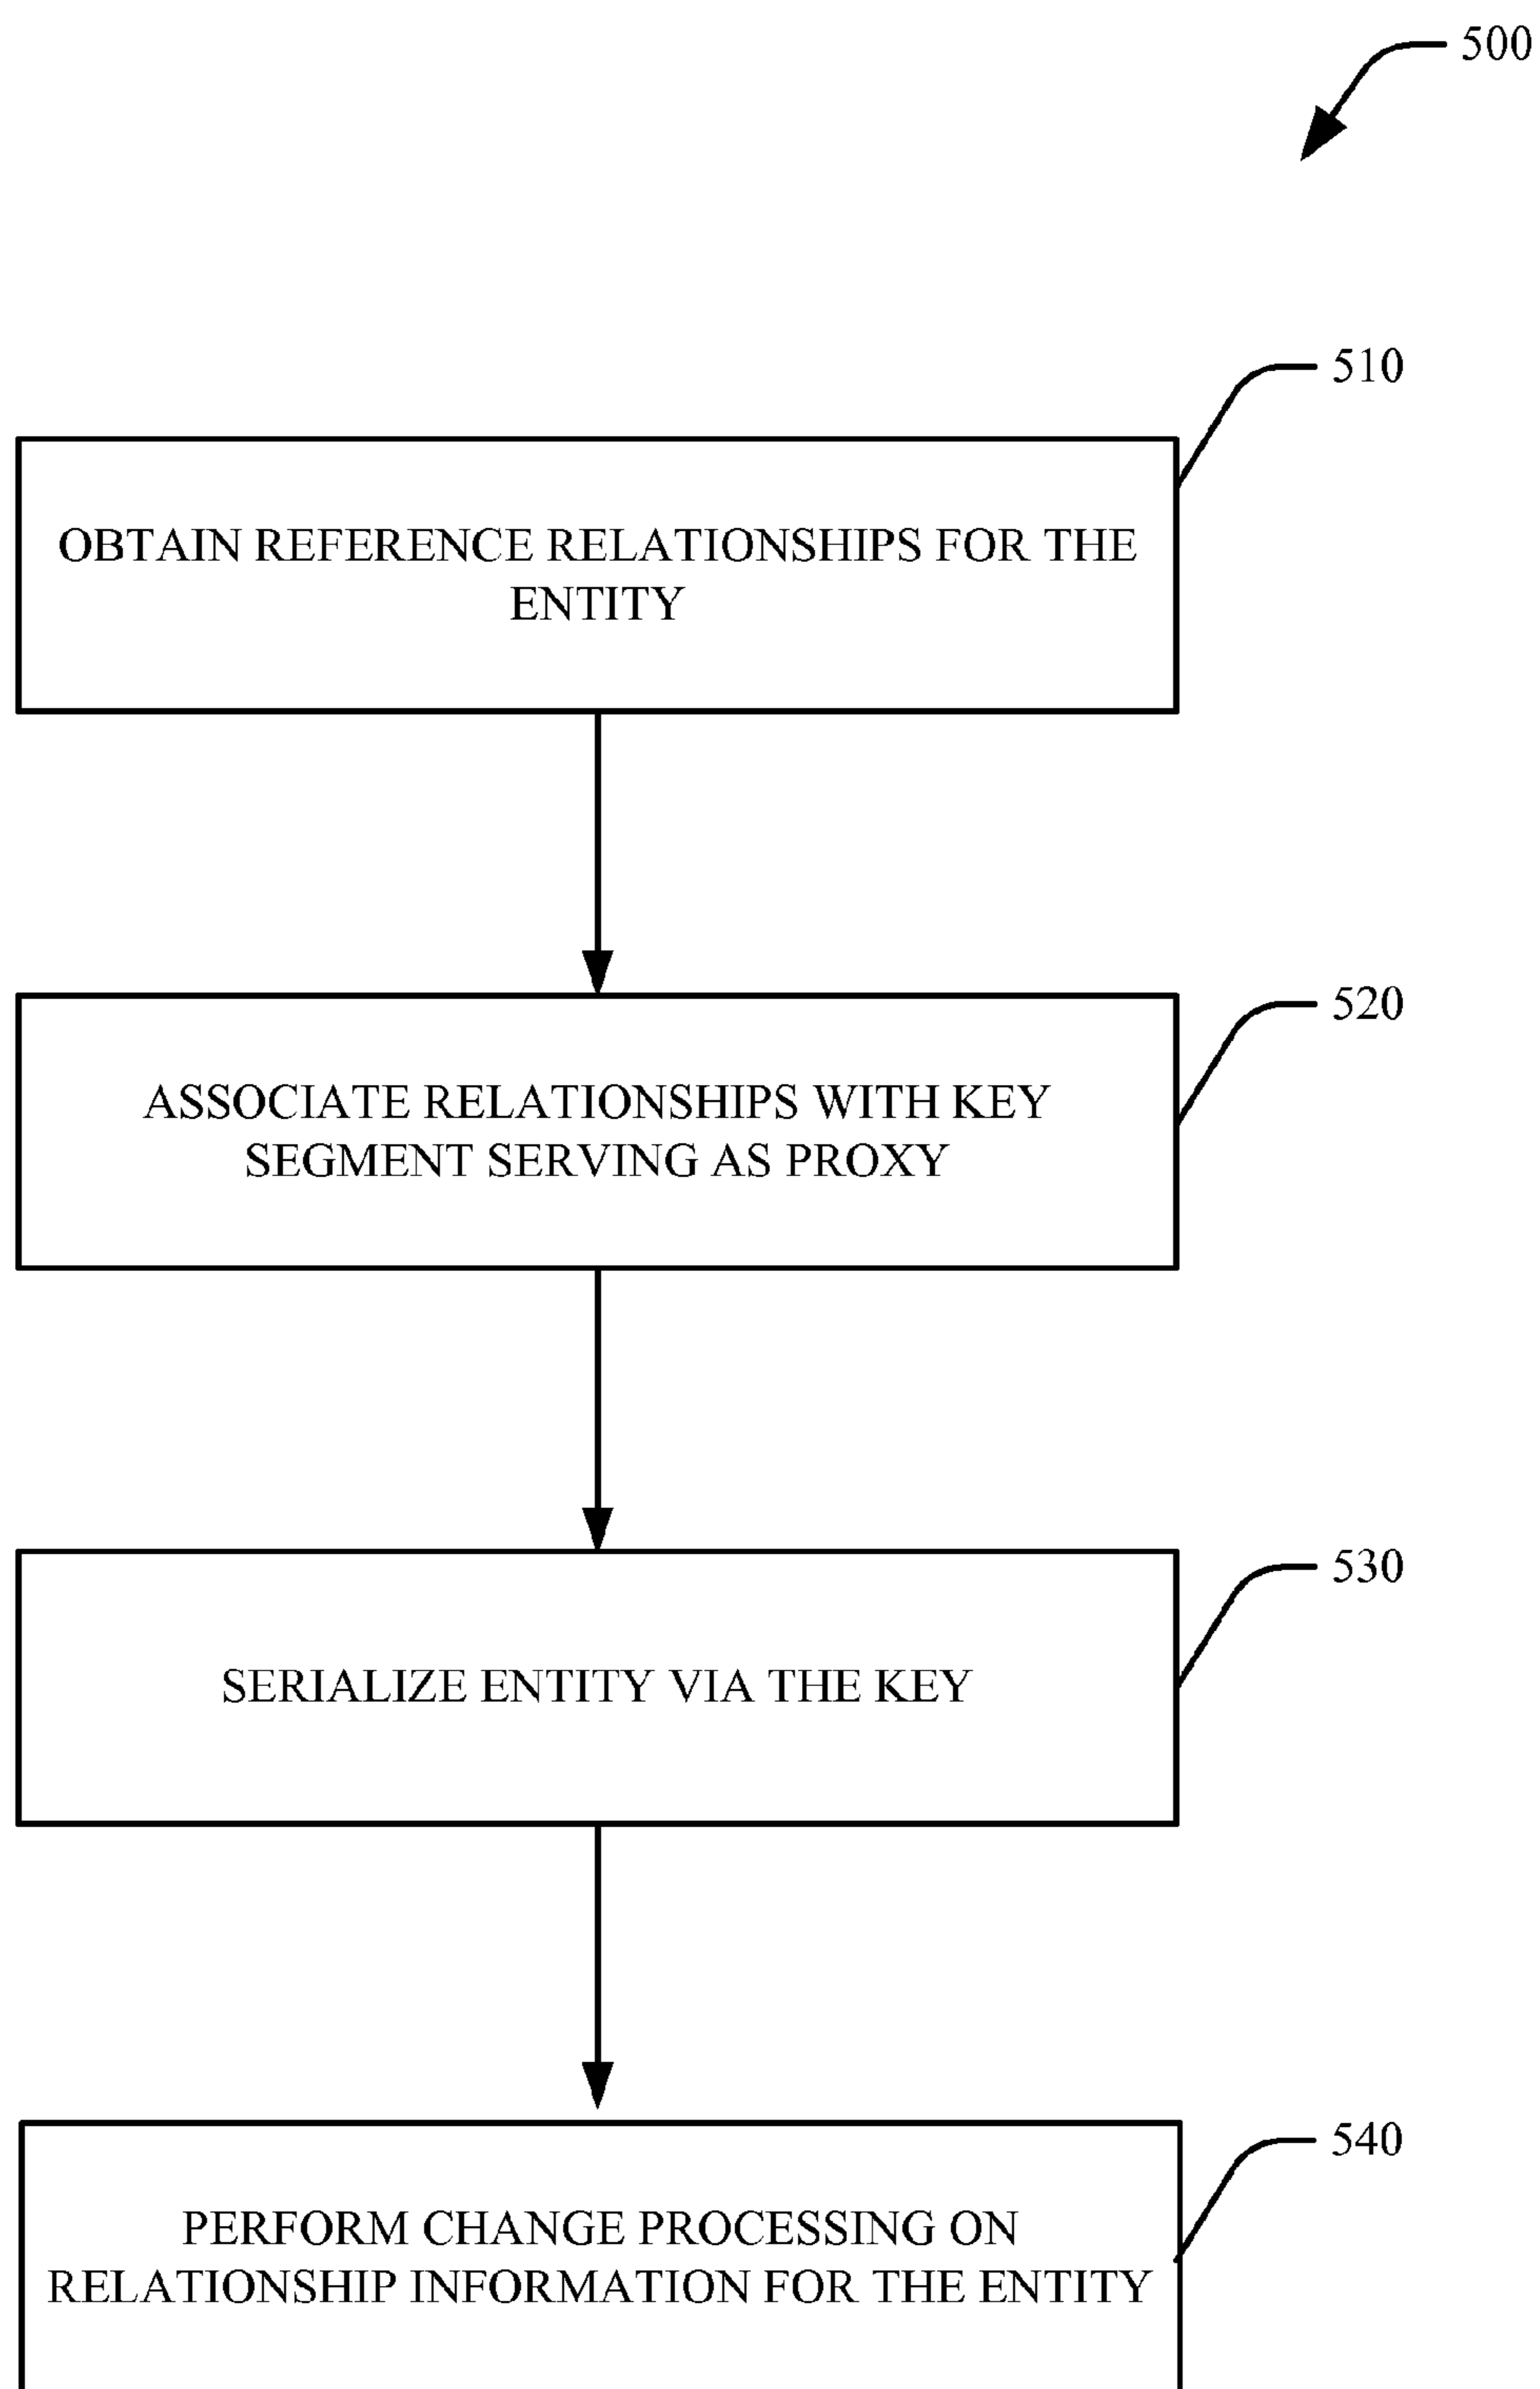 500
510
OBTAIN REFERENCE RELATIONSHIPS FOR THE
ENTITY
520
ASSOCIATE RELATIONSHIPS WITH KEY
SEGMENT SERVING AS PROXY
530
SERIALIZE ENTITY VIA THE KEY
540
PERFORM CHANGE PROCESSING ON
RELATIONSHIP INFORMATION FOR THE ENTITY